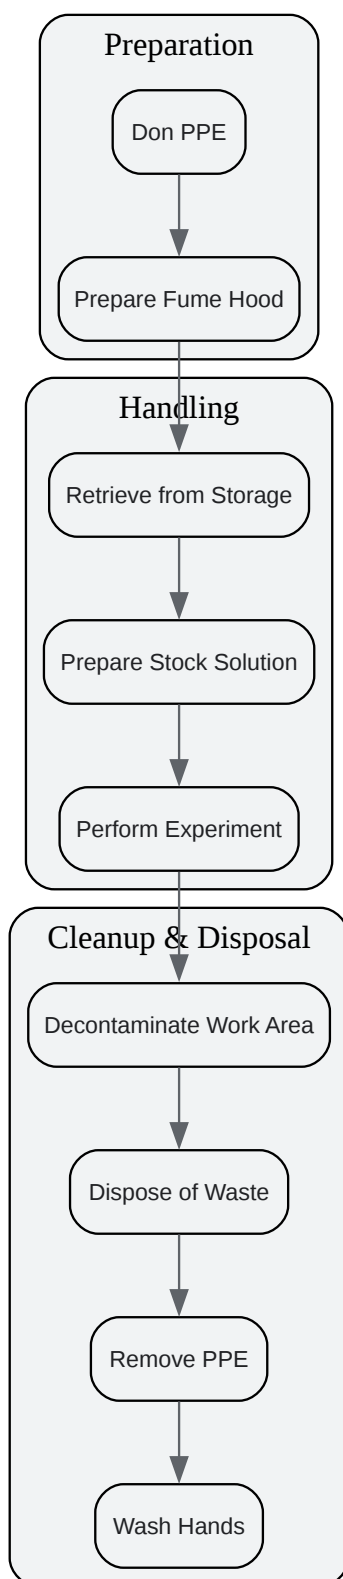 Preparation
Don PPE
Prepare Fume Hood
Handling
Retrieve from Storage
Prepare Stock Solution
Perform Experiment
Cleanup & Disposal
Decontaminate Work Area
Dispose of Waste
Remove PPE
Wash Hands